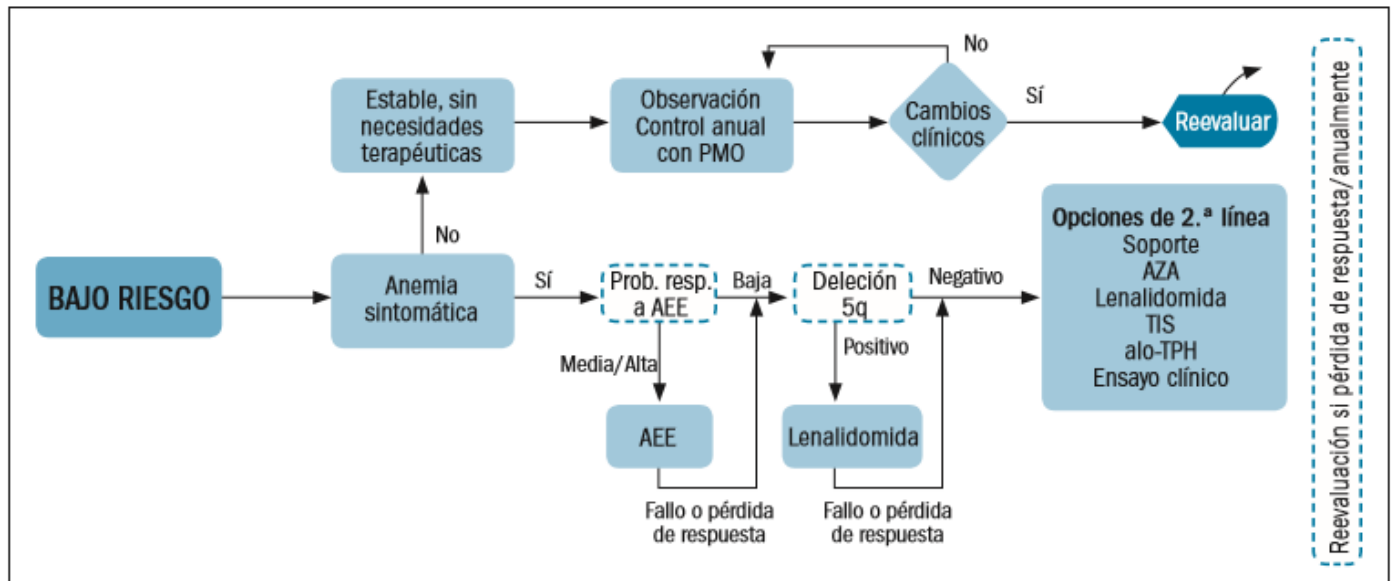 No
Estable, sin
necesidades
terapéuticas
Observación
Control anual
con PMO
Cambios
clínicos
Sí
Reevaluar
No
BAJO RIESGO
Anemia
sintomática
Sí
Prob. resp.
a AEE
Baja
Deleción
5q
Negativo
Opciones de 2.ª línea
Soporte
AZA
Lenalidomida
TIS
alo-TPH
Ensayo clínico
Media/Alta
Positivo
AEE
Lenalidomida
Fallo o pérdida
de respuesta
Fallo o pérdida
de respuesta
Reevaluación si pérdida de respuesta/anualmente